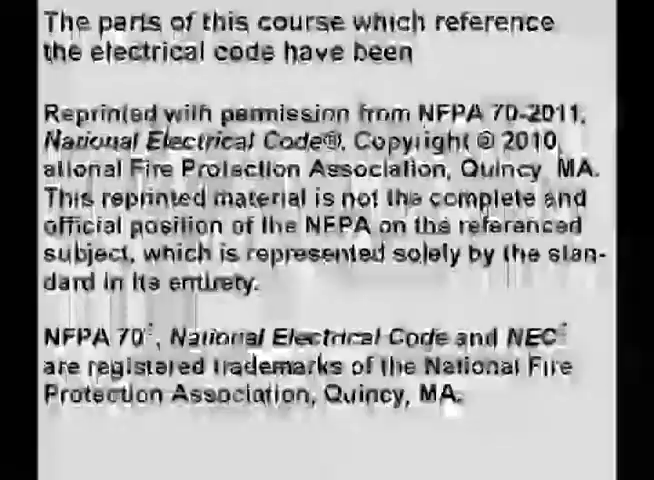 The parts of this course which reference
the electrical code have been
Reprinted with permission from NFPA 70-2011,
National Electrical Code®, Copyright © 2010,
ational Fire Protection Association, Quincy MA.
This reprinted material is not the complete and
official position of the NFPA on the referenced
subject, which is represented solely by the stan-
dard in its entirety.
NFPA 70®, National Electrical Code and NEC®
are registered trademarks of the National Fire
Protection Association, Quincy, MA.